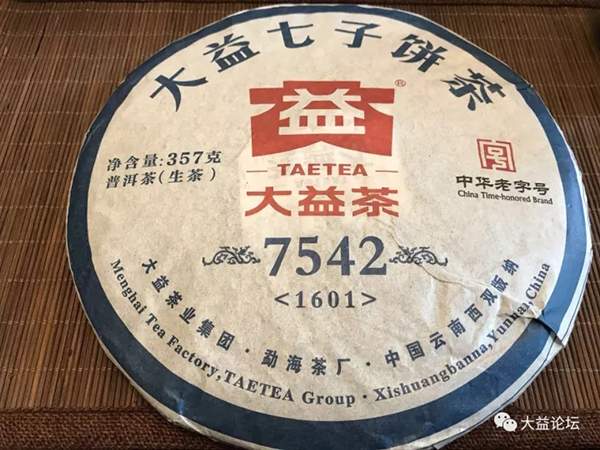 大益七子饼茶
益
®
TAETEA
大益茶
净含量:357克
普洱茶(生茶)
中华老字号
China Time-honored Brand
7542
<1601>
大益茶业集团·勐海茶厂·中国云南西双版纳
Menghai Tea Factory,TAETEA Group·Xishuangbanna,Yunnan,China
大益论坛